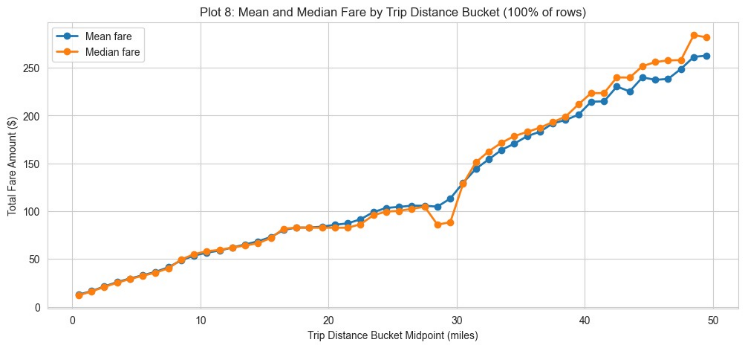 Plot 8: Mean and Median Fare by Trip Distance Bucket (100% of rows)
Mean fare
Median fare
Total Fare Amount ($)
250
200
150
100
50
0
0 10 20 30 40 50
Trip Distance Bucket Midpoint (miles)